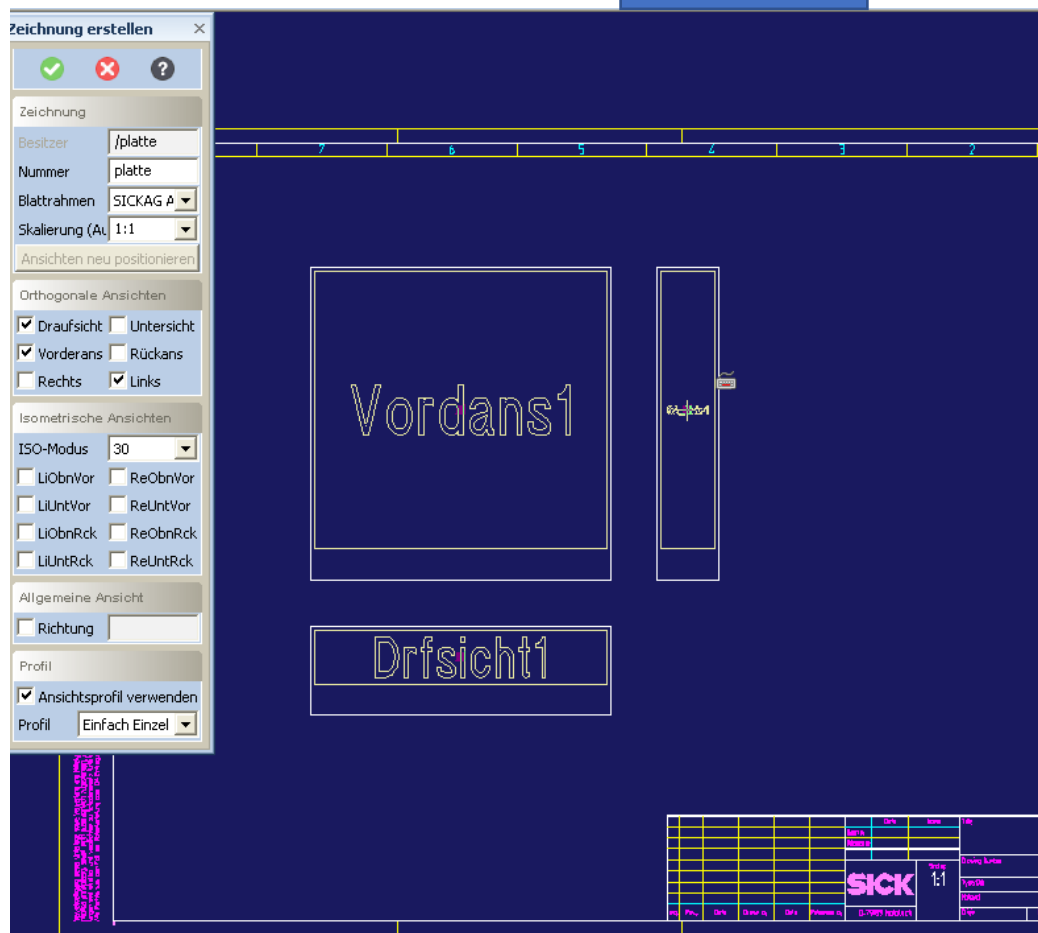 Zeichnung erstellen
Zeichnung
Besitzer /platte
Nummer platte
Blattrahmen SICKAG A
Skalierung (Au 1:1
Ansichten neu positionieren
Orthogonale Ansichten
Draufsicht Untersicht
Vorderans Rückans
Rechts Links
Isometrische Ansichten
ISO-Modus 30
LiObnVor ReObnVor
LiUntVor ReUntVor
LiObnRck ReObnRck
LiUntRck ReUntRck
Allgemeine Ansicht
Richtung
Profil
Ansichtsprofil verwenden
Profil Einfach Einzel
7 6 5 4 3 2
Vordans1
Drfsicht1
SICK
1:1